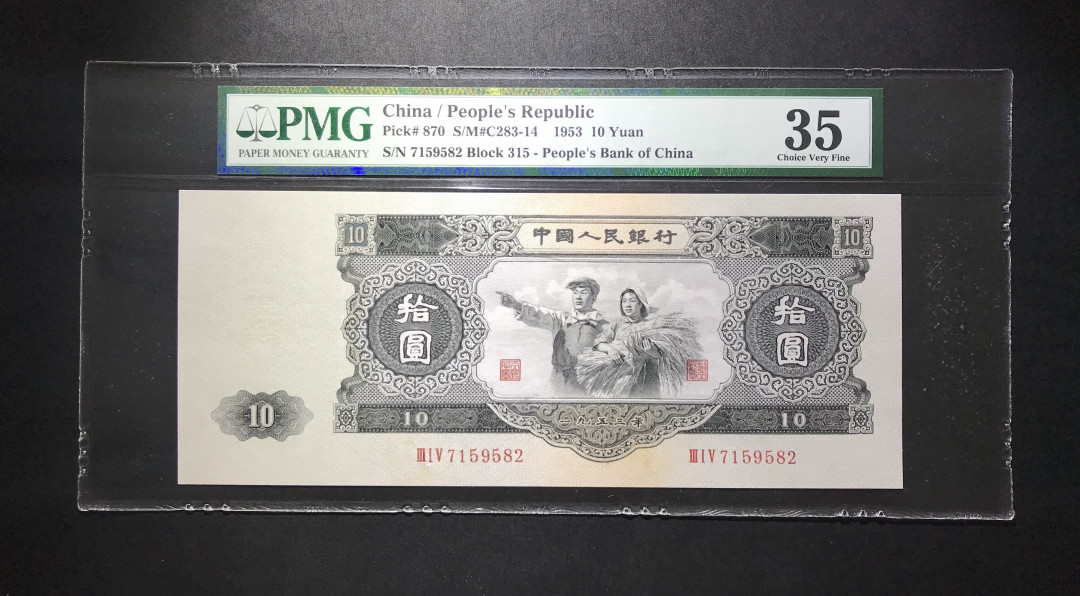 PMG
PAPER MONEY GUARANTY
China / People's Republic
Pick# 870 S/M#C283-14 1953 10 Yuan
S/N 7159582 Block 315 - People's Bank of China
35
Choice Very Fine
10 中國人民銀行 10
拾圓 拾圓
10 一九五三年 10
10
ⅢⅠⅤ7159582 ⅢⅠⅤ7159582